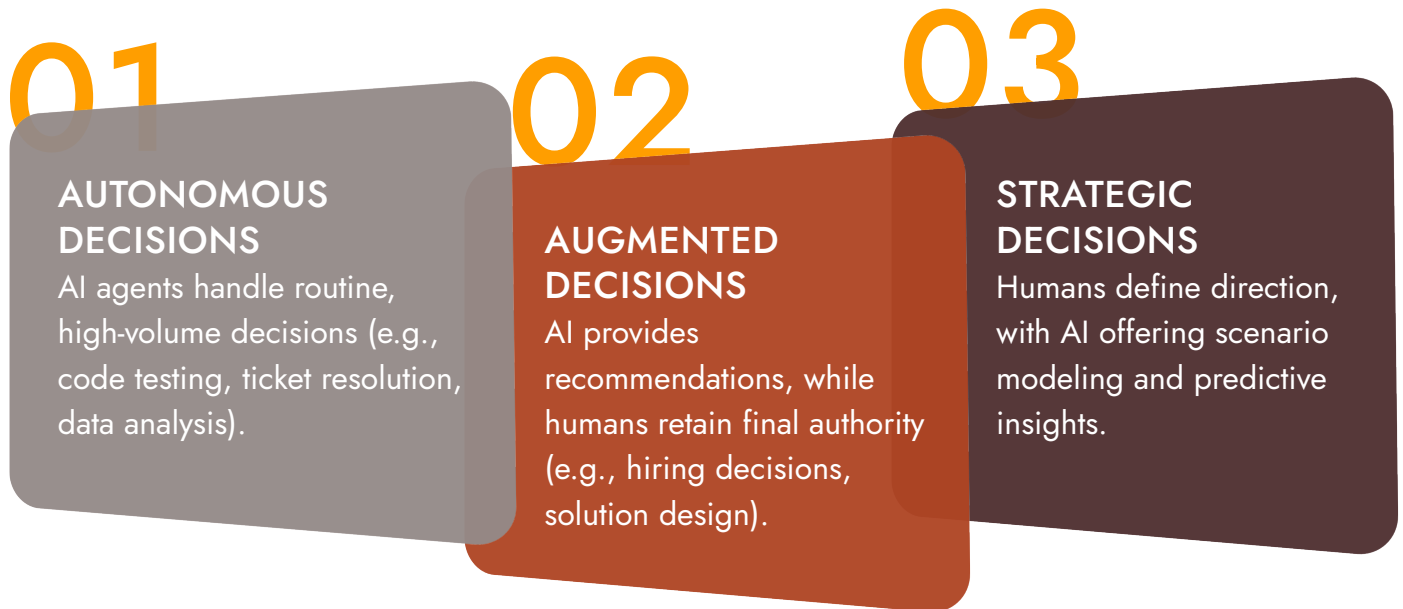 01
AUTONOMOUS
DECISIONS
AI agents handle routine,
high-volume decisions (e.g.,
code testing, ticket resolution,
data analysis).
02
AUGMENTED
DECISIONS
AI provides
recommendations, while
humans retain final authority
(e.g., hiring decisions,
solution design).
03
STRATEGIC
DECISIONS
Humans define direction,
with AI offering scenario
modeling and predictive
insights.